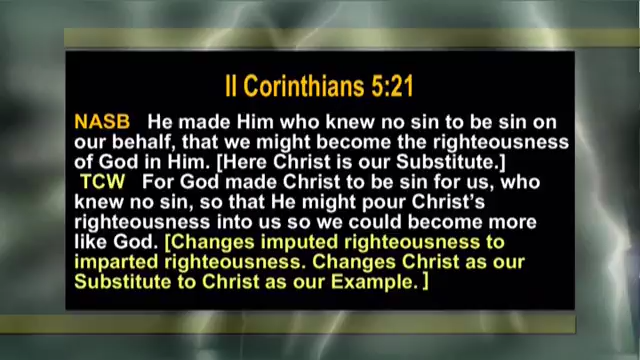 II Corinthians 5:21
NASB He made Him who knew no sin to be sin on
our behalf, that we might become the righteousness
of God in Him. [Here Christ is our Substitute.]
TCW For God made Christ to be sin for us, who
knew no sin, so that He might pour Christ's
righteousness into us so we could become more
like God. [Changes imputed righteousness to
imparted righteousness. Changes Christ as our
Substitute to Christ as our Example. ]